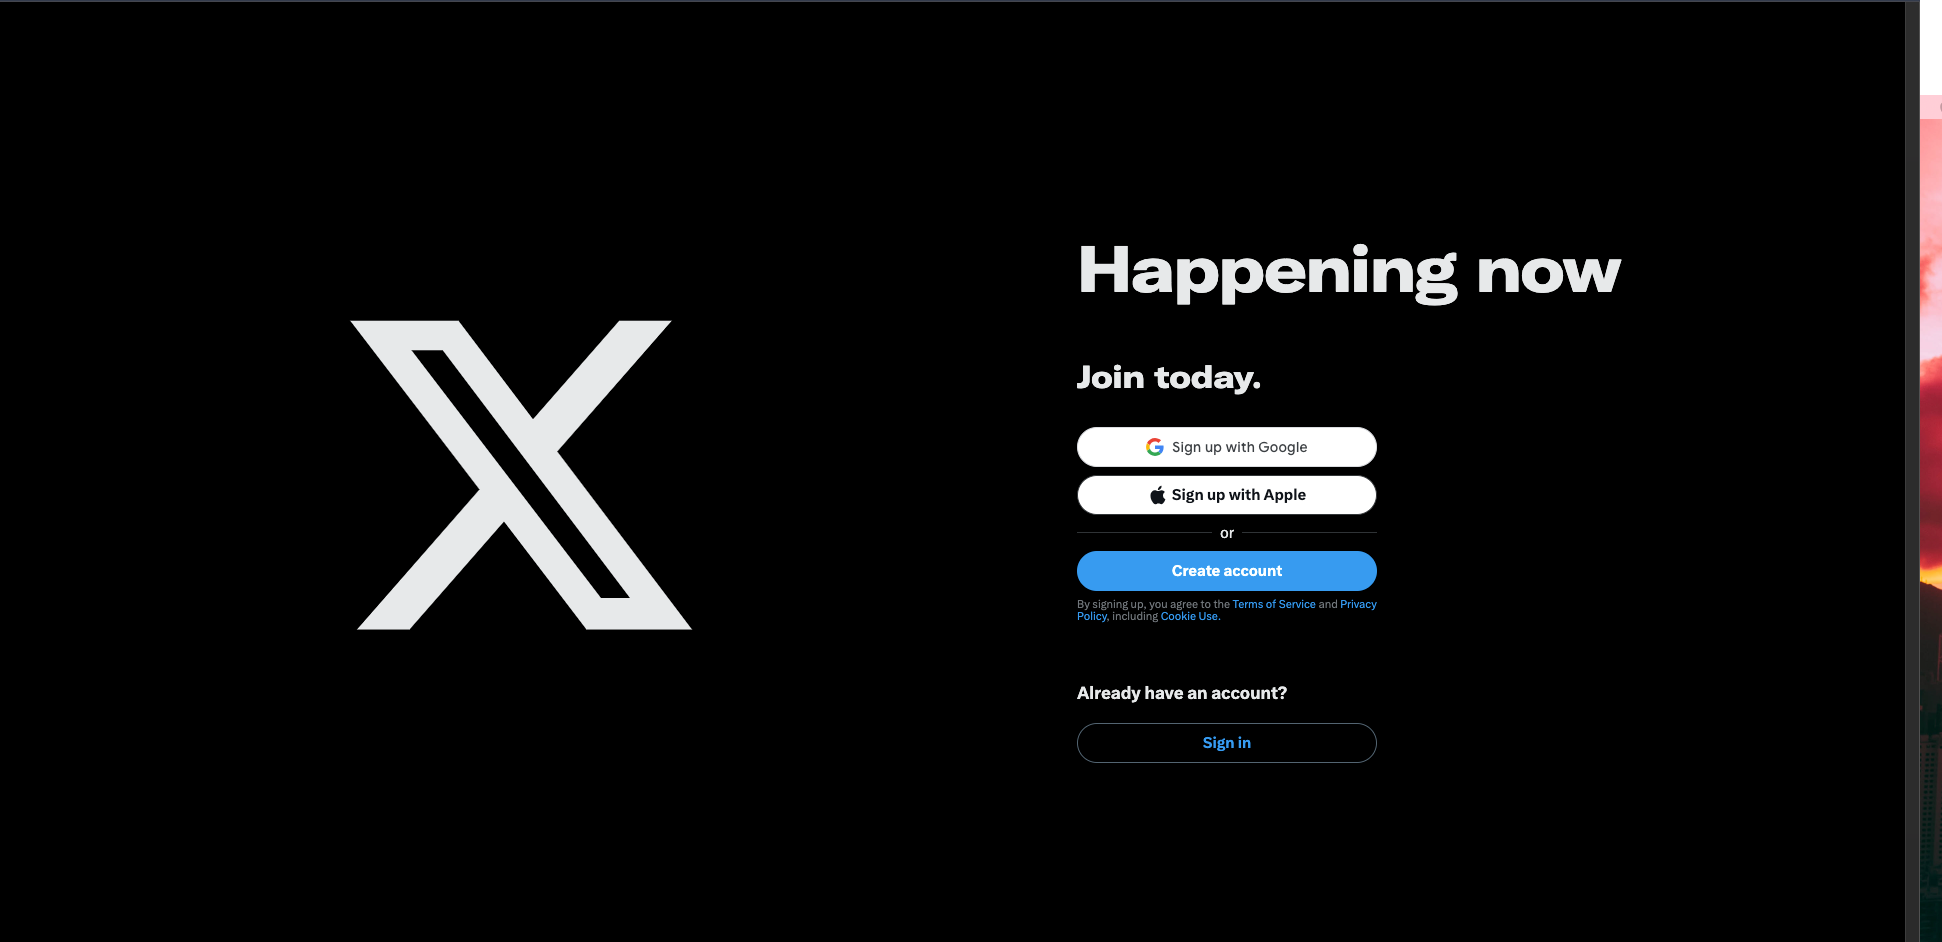 Happening now
Join today.
Sign up with Google
Sign up with Apple
or
Create account
By signing up, you agree to the Terms of Service and Privacy
Policy, including Cookie Use.
Already have an account?
Sign in